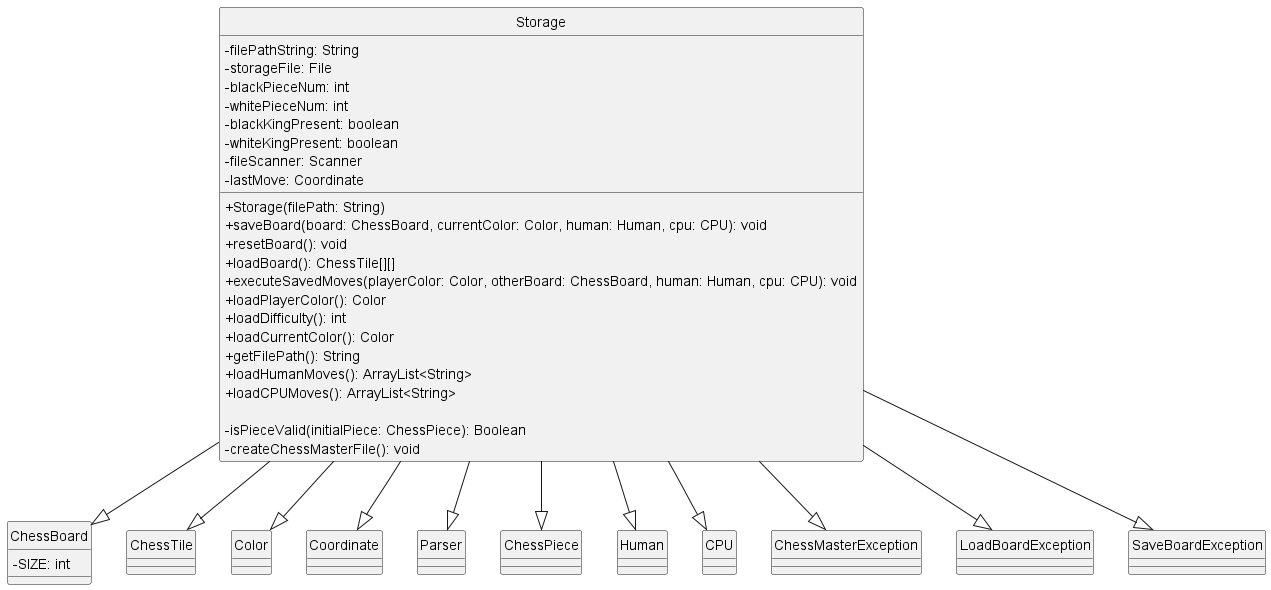 Storage
-filePathString: String
-storageFile: File
-blackPieceNum: int
-whitePieceNum: int
-blackKingPresent: boolean
-whiteKingPresent: boolean
-fileScanner: Scanner
-lastMove: Coordinate
+Storage(filePath: String)
+saveBoard(board: ChessBoard, currentColor: Color, human: Human, cpu: CPU): void
+resetBoard(): void
+loadBoard(): ChessTile[][]
+executeSavedMoves(playerColor: Color, otherBoard: ChessBoard, human: Human, cpu: CPU): void
+loadPlayerColor(): Color
+loadDifficulty(): int
+loadCurrentColor(): Color
+getFilePath(): String
+loadHumanMoves(): ArrayList<String>
+loadCPUMoves(): ArrayList<String>
-isPieceValid(initialPiece: ChessPiece): Boolean
-createChessMasterFile(): void
ChessBoard
-SIZE: int
ChessTile
Color
Coordinate
Parser
ChessPiece
Human
CPU
ChessMasterException
LoadBoardException
SaveBoardException